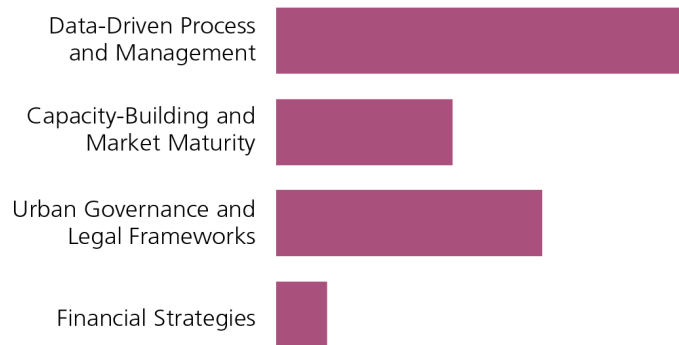 Data-Driven Process
and Management
Capacity-Building and
Market Maturity
Urban Governance and
Legal Frameworks
Financial Strategies